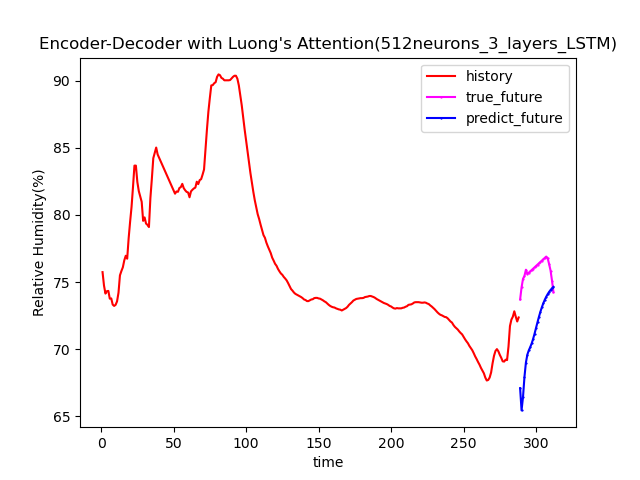 Encoder-Decoder with Luong's Attention(512neurons_3_layers_LSTM)
history
true_future
predict_future
Relative Humidity(%)
90
85
80
75
70
65
0
50
100
150
200
250
300
time